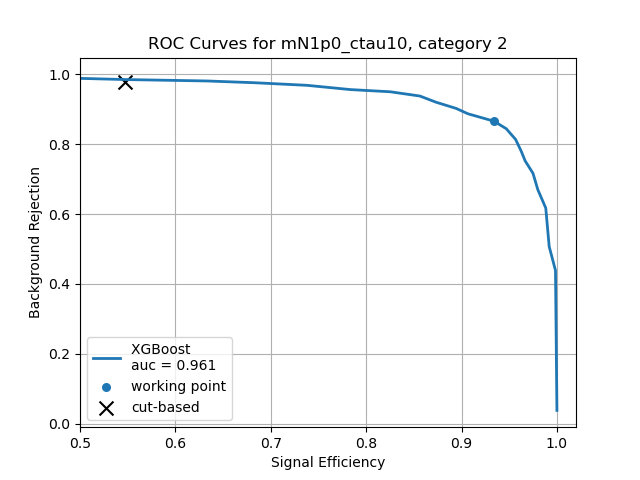 ROC Curves for mN1p0_ctau10, category 2
Background Rejection
1.0
0.8
0.6
0.4
0.2
0.0
XGBoost
auc = 0.961
working point
cut-based
0.5 0.6 0.7 0.8 0.9 1.0
Signal Efficiency